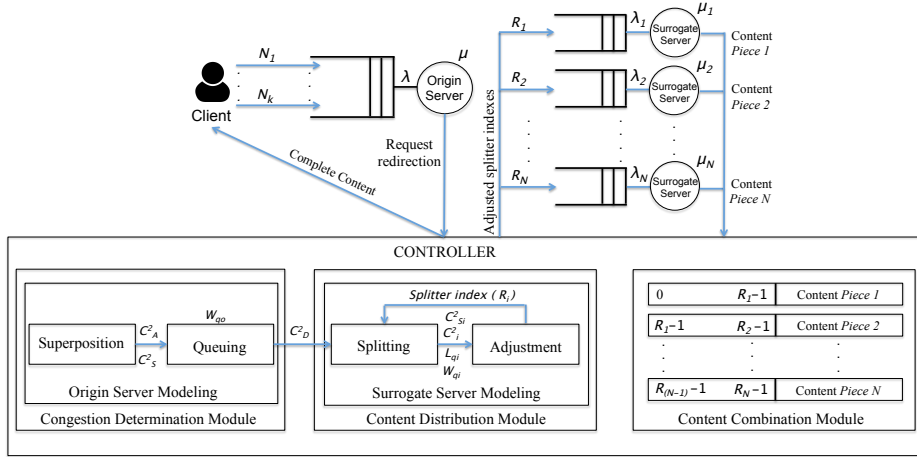 Client
N1
Nk
λ
μ
Origin Server
Request redirection
Complete Content
Adjusted splitter indexes
R1
λ1
μ1
Surrogate Server
Content Piece 1
R2
λ2
μ2
Surrogate Server
Content Piece 2
RN
λN
μN
Surrogate Server
Content Piece N
CONTROLLER
Superposition
C²A
C²S
Wqo
Queuing
Origin Server Modeling
Congestion Determination Module
C²D
Splitter index (Ri)
Splitting
C²Si
C²i
Lqi
Wqi
Adjustment
Surrogate Server Modeling
Content Distribution Module
0 R1-1 Content Piece 1
R1-1 R2-1 Content Piece 2
R(N-1)-1 RN-1 Content Piece N
Content Combination Module